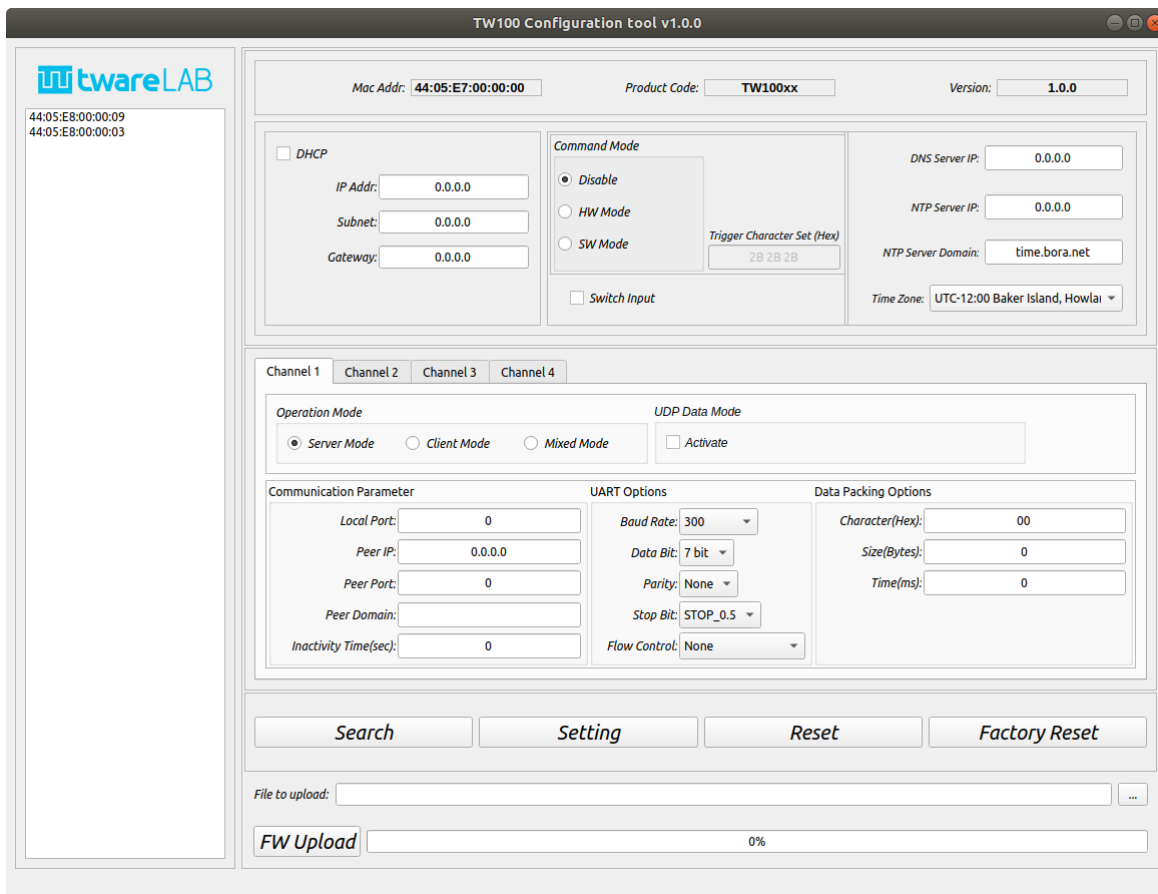 TW100 Configuration tool v1.0.0
twareLAB
44:05:E8:00:00:09
44:05:E8:00:00:03
Mac Addr: 44:05:E7:00:00:00 Product Code: TW100xx Version: 1.0.0
DHCP
IP Addr: 0.0.0.0
Subnet: 0.0.0.0
Gateway: 0.0.0.0
Command Mode
Disable
HW Mode
SW Mode
Trigger Character Set (Hex)
2B 2B 2B
Switch Input
DNS Server IP: 0.0.0.0
NTP Server IP: 0.0.0.0
NTP Server Domain: time.bora.net
Time Zone: UTC-12:00 Baker Island, Howlar
Channel 1 Channel 2 Channel 3 Channel 4
Operation Mode
Server Mode Client Mode Mixed Mode
UDP Data Mode
Activate
Communication Parameter
Local Port: 0
Peer IP: 0.0.0.0
Peer Port: 0
Peer Domain:
Inactivity Time(sec): 0
UART Options
Baud Rate: 300
Data Bit: 7 bit
Parity: None
Stop Bit: STOP_0.5
Flow Control: None
Data Packing Options
Character(Hex): 00
Size(Bytes): 0
Time(ms): 0
Search Setting Reset Factory Reset
File to upload: ...
FW Upload 0%